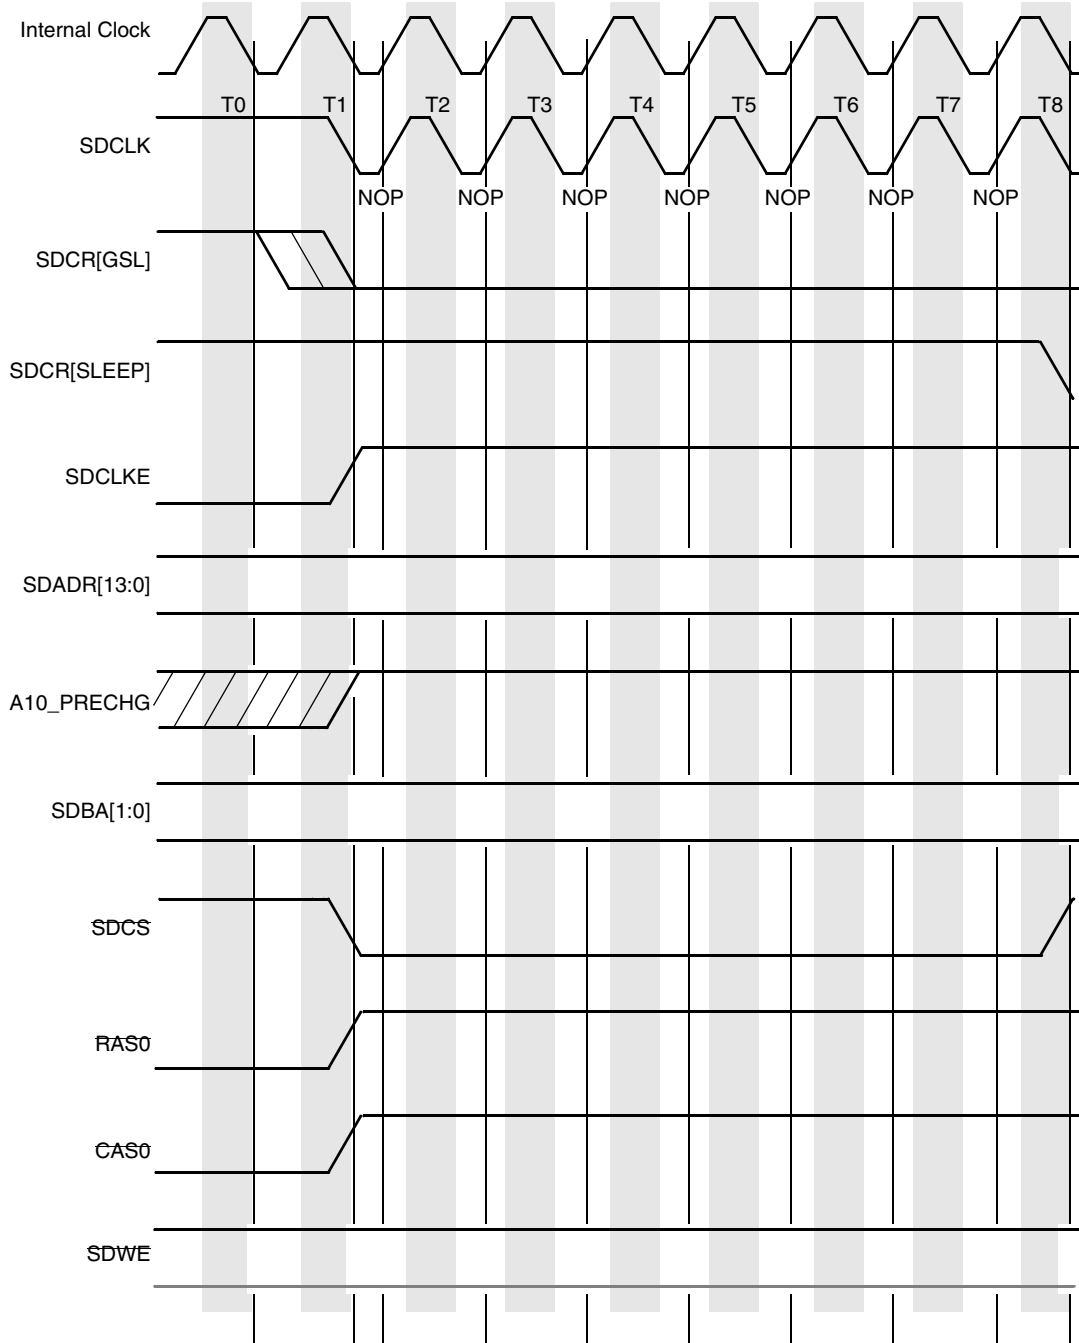 Internal Clock
T0 T1 T2 T3 T4 T5 T6 T7 T8
SDCLK
NOP NOP NOP NOP NOP NOP NOP
SDCR[GSL]
SDCR[SLEEP]
SDCLKE
SDADR[13:0]
A10_PRECHG
SDBA[1:0]
SDCS
RAS0
CAS0
SDWE